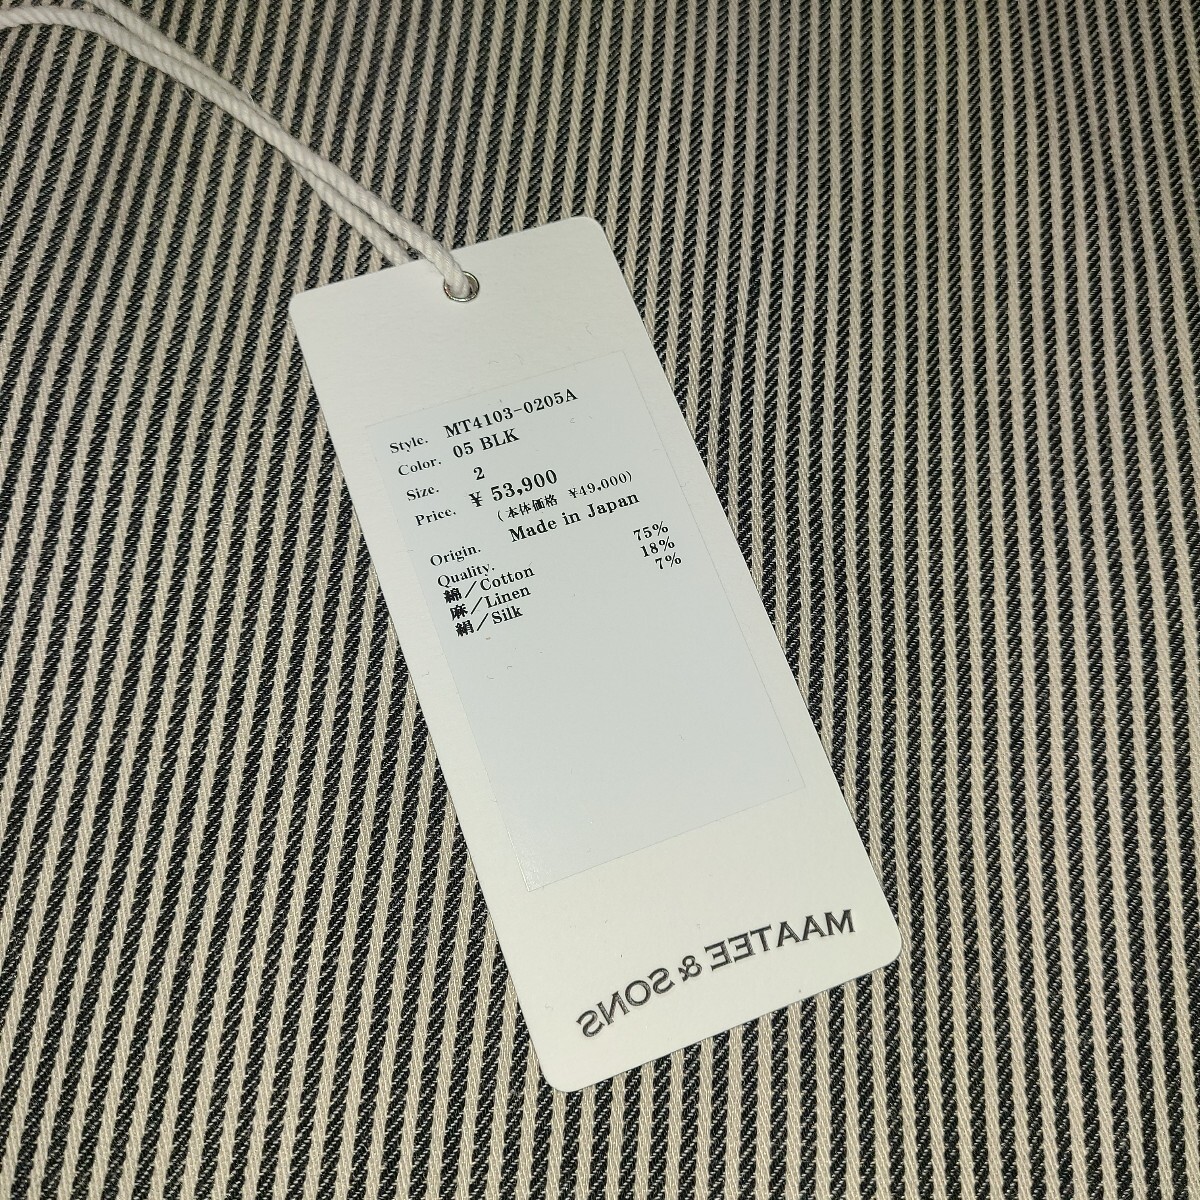 Style. MT4103-0205A
Color. 05 BLK
Size. 2
Price. ¥ 53,900
(本体価格 ¥49,000)
Origin. Made in Japan
Quality.
綿/Cotton 75%
麻/Linen 18%
絹/Silk 7%
MAATEE & SONS